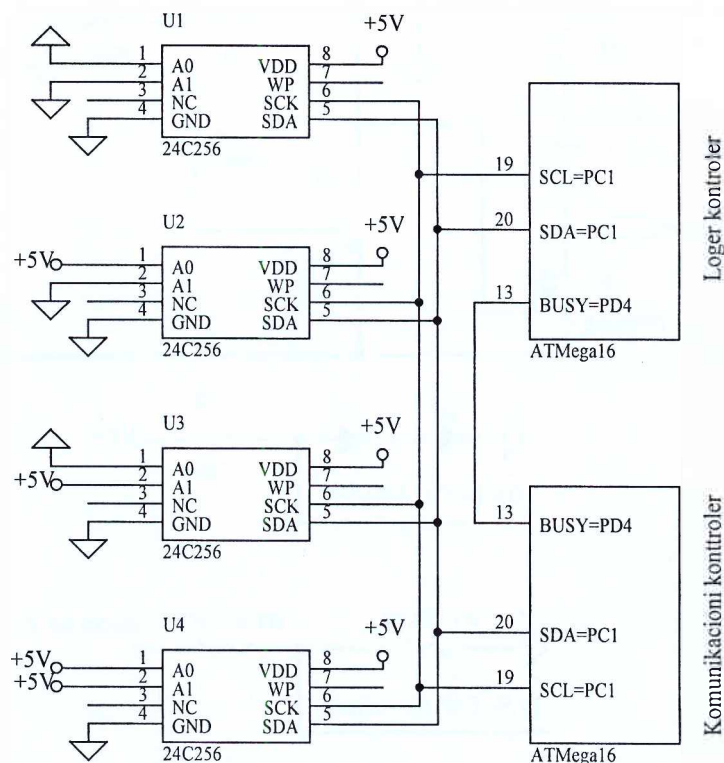 U1
+5V
1 A0 VDD 8
2 A1 WP 7
3 NC SCK 6
4 GND SDA 5
24C256
U2
+5V
+5V
1 A0 VDD 8
2 A1 WP 7
3 NC SCK 6
4 GND SDA 5
24C256
U3
+5V
1 A0 VDD 8
+5V 2 A1 WP 7
3 NC SCK 6
4 GND SDA 5
24C256
U4
+5V
+5V 1 A0 VDD 8
+5V 2 A1 WP 7
3 NC SCK 6
4 GND SDA 5
24C256
19 SCL=PC1
20 SDA=PC1
13 BUSY=PD4
ATMega16
Loger kontroler
13 BUSY=PD4
20 SDA=PC1
19 SCL=PC1
ATMega16
Komunikacioni konttroler